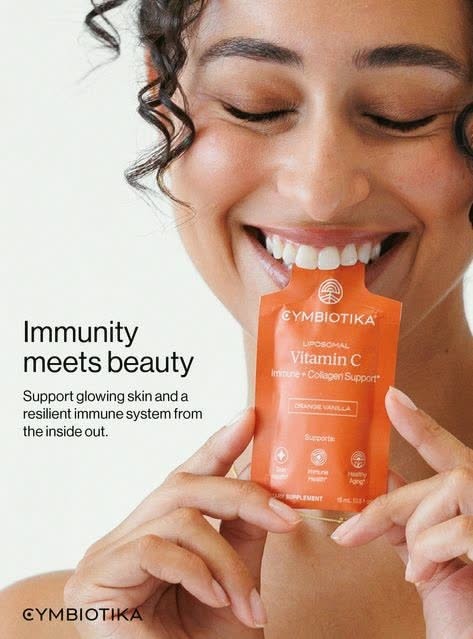 Immunity
meets beauty
Support glowing skin and a
resilient immune system from
the inside out.
CYMBIOTIKA
LIPOSOMAL
Vitamin C
Immune + Collagen Support*
ORANGE VANILLA
Supports:
Skin
Immune
Health*
Healthy
Aging*
SUPPLEMENT
CYMBIOTIKA